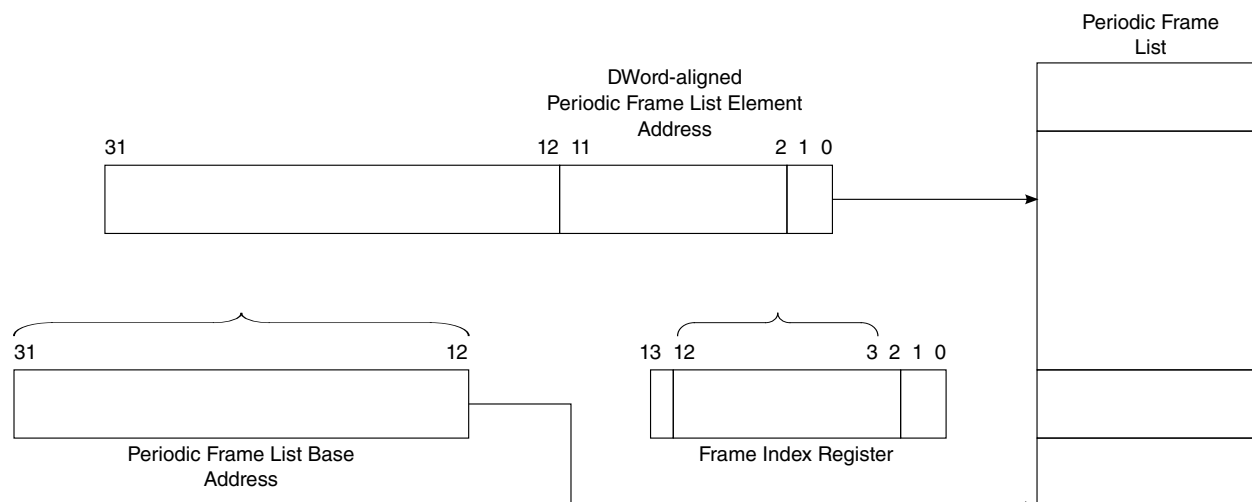 Periodic Frame
List
DWord-aligned
Periodic Frame List Element
Address
31 12 11 2 1 0
31 12 13 12 3 2 1 0
Periodic Frame List Base
Address
Frame Index Register